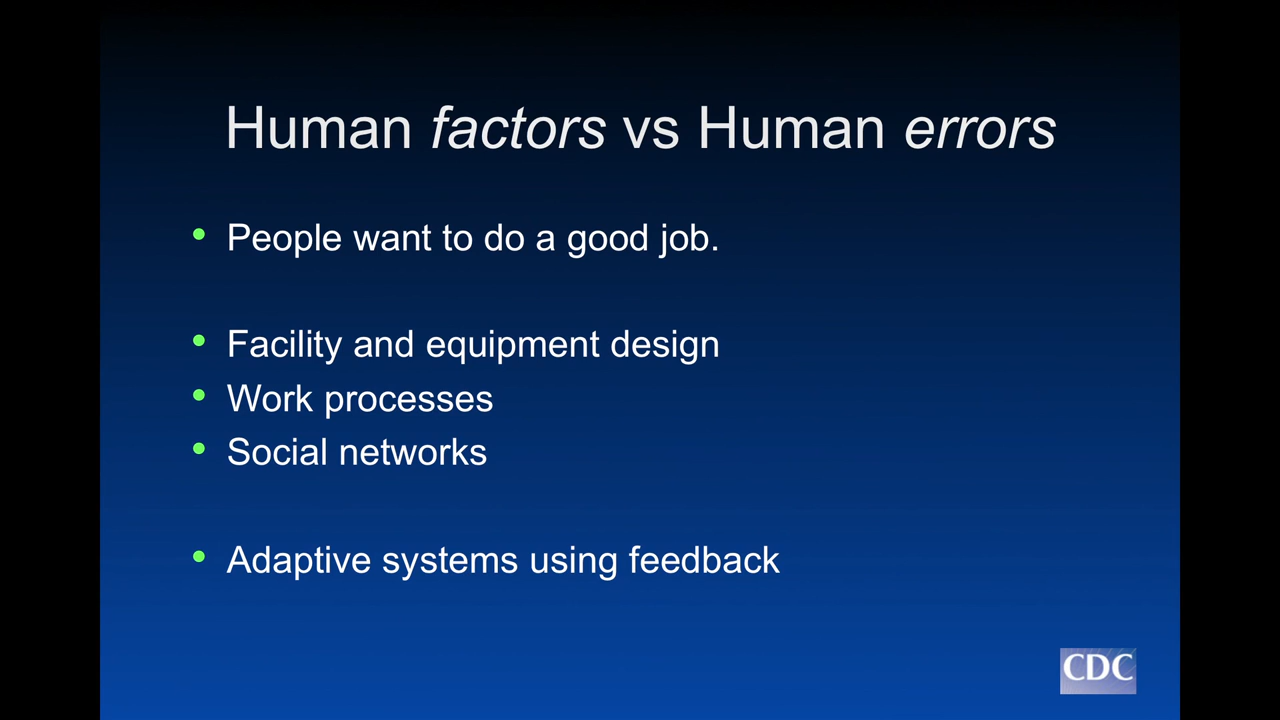 Human factors vs Human errors
• People want to do a good job.
• Facility and equipment design
• Work processes
• Social networks
• Adaptive systems using feedback
CDC